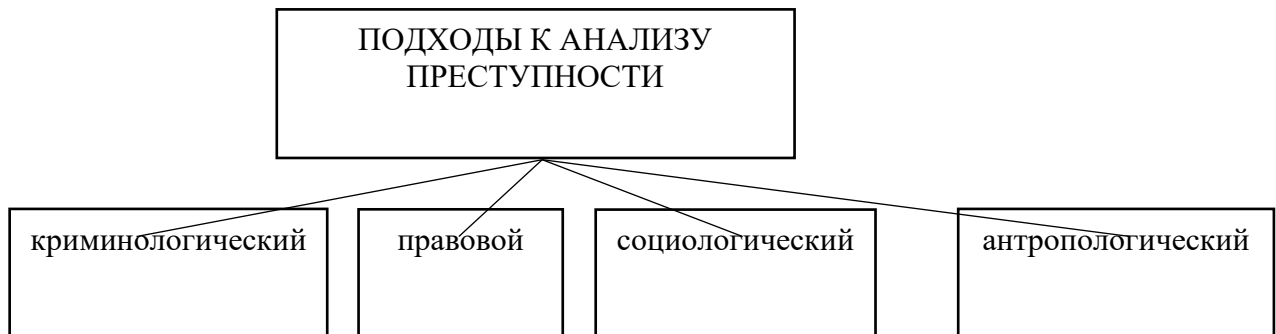 ПОДХОДЫ К АНАЛИЗУ
ПРЕСТУПНОСТИ
криминологический
правовой
социологический
антропологический